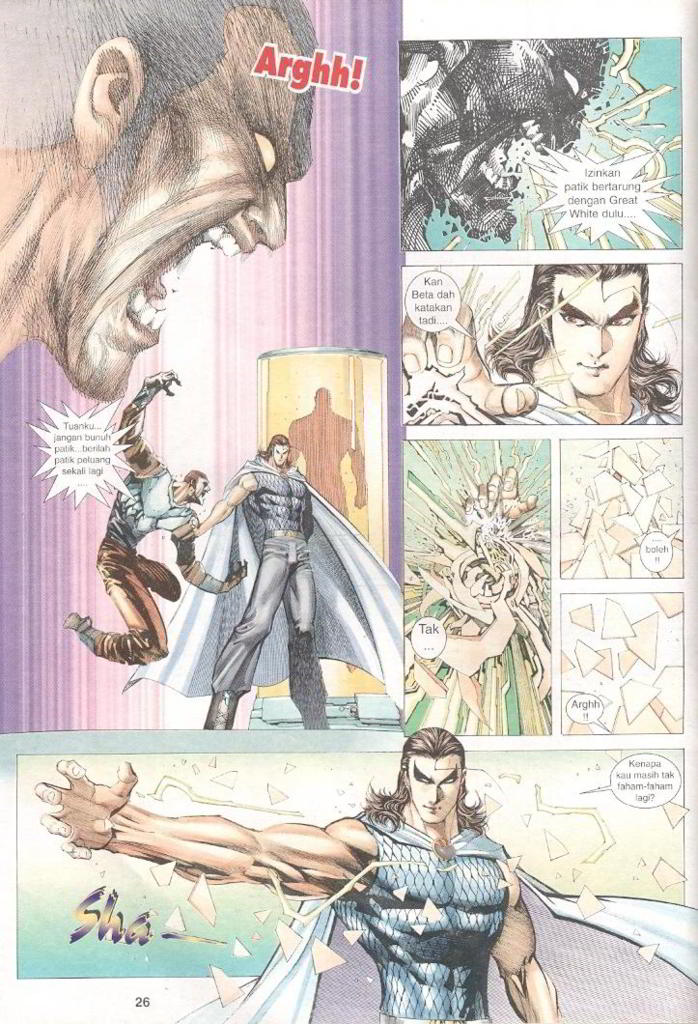 Arghh!
Tuanku...
jangan bunuh
patik...berilah
patik peluang
sekali lagi
....
Izinkan
patik bertarung
dengan Great
White dulu....
Kan
Beta dah
katakan
tadi....
Tak
...
...
boleh
!!
Arghh
!!
Kenapa
kau masih tak
faham-faham
lagi?
Sha
26